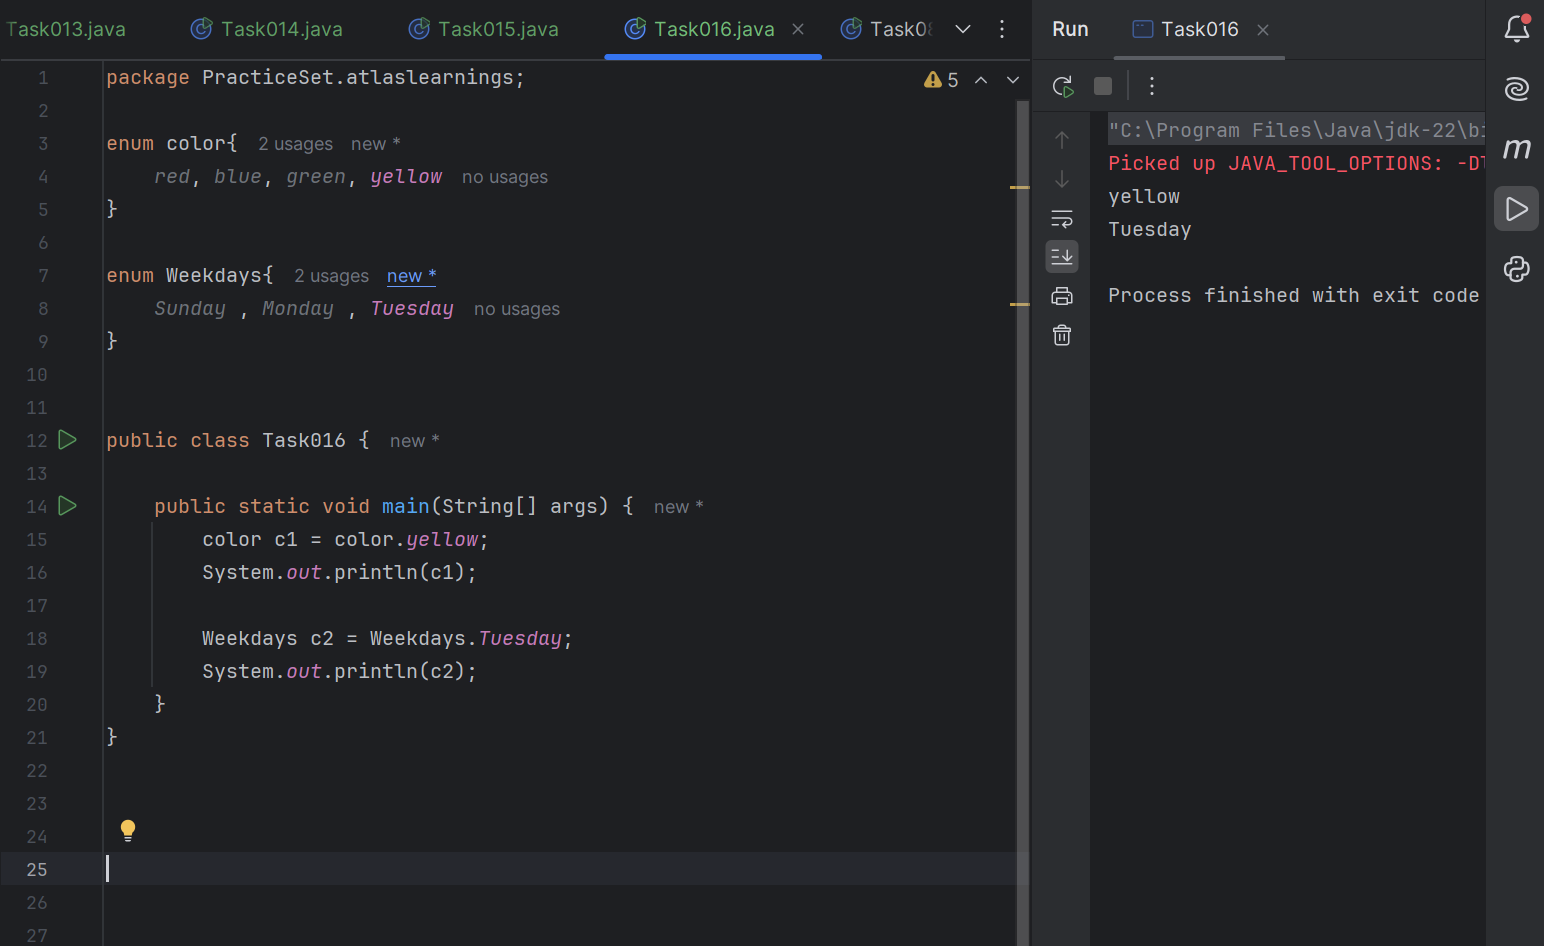 Task013.java Task014.java Task015.java Task016.java Task0
Run Task016
5
1 package PracticeSet.atlaslearnings;
2
3 enum color{ 2 usages new *
4 red, blue, green, yellow no usages
5 }
6
7 enum Weekdays{ 2 usages new *
8 Sunday , Monday , Tuesday no usages
9 }
10
11
12 public class Task016 { new *
13
14 public static void main(String[] args) { new *
15 color c1 = color.yellow;
16 System.out.println(c1);
17
18 Weekdays c2 = Weekdays.Tuesday;
19 System.out.println(c2);
20 }
21 }
22
23
24
25
26
27
"C:\Program Files\Java\jdk-22\bi
Picked up JAVA_TOOL_OPTIONS: -DT
yellow
Tuesday
Process finished with exit code
m